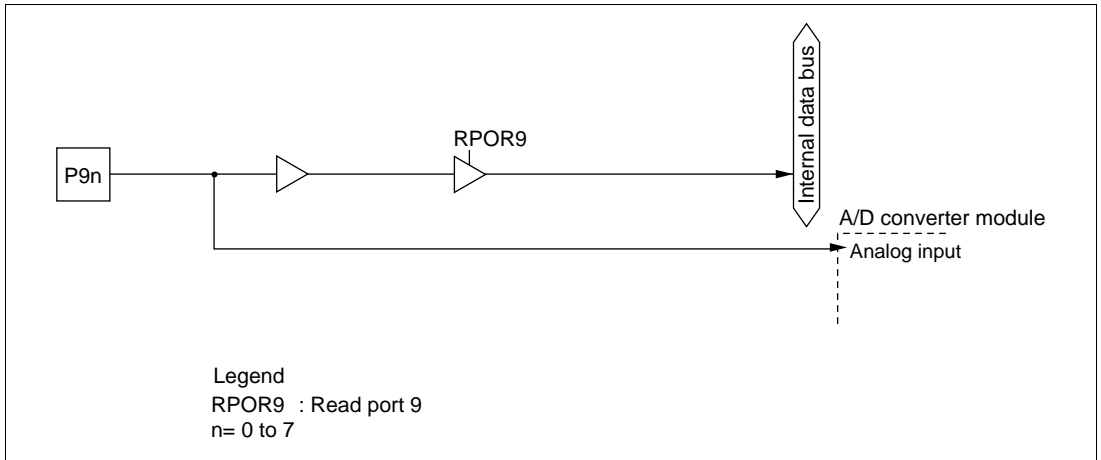 Internal data bus
RPOR9
P9n
A/D converter module
Analog input
Legend
RPOR9 : Read port 9
n= 0 to 7